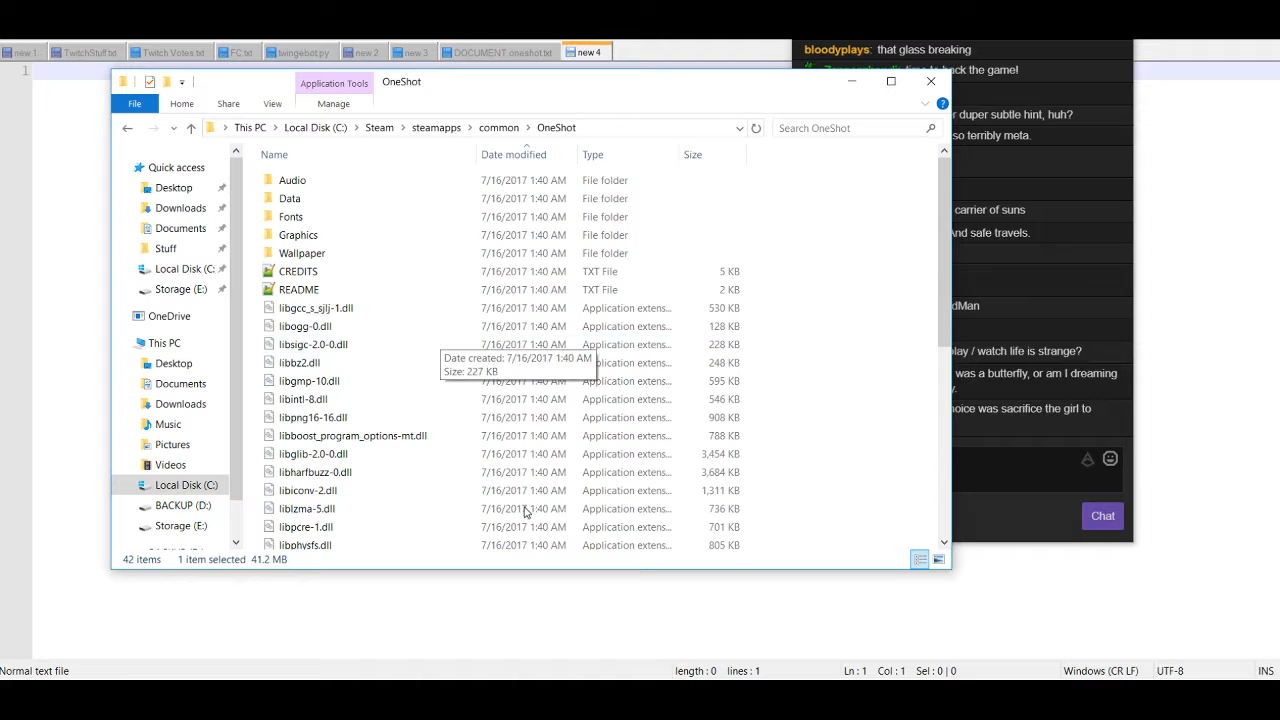 new 1 TwitchStuff.txt Twitch Votes.txt FC.txt twingebot.py new 2 new 3 DOCUMENT.oneshot.txt new 4
1
Application Tools OneShot
File Home Share View Manage
This PC Local Disk (C:) Steam steamapps common OneShot Search OneShot
Name Date modified Type Size
Quick access
Desktop
Downloads
Documents
Stuff
Local Disk (C:
Storage (E:)
OneDrive
This PC
Desktop
Documents
Downloads
Music
Pictures
Videos
Local Disk (C:)
BACKUP (D:)
Storage (E:)
Audio 7/16/2017 1:40 AM File folder
Data 7/16/2017 1:40 AM File folder
Fonts 7/16/2017 1:40 AM File folder
Graphics 7/16/2017 1:40 AM File folder
Wallpaper 7/16/2017 1:40 AM File folder
CREDITS 7/16/2017 1:40 AM TXT File 5 KB
README 7/16/2017 1:40 AM TXT File 2 KB
libgcc_s_sjlj-1.dll 7/16/2017 1:40 AM Application extens... 530 KB
libogg-0.dll 7/16/2017 1:40 AM Application extens... 128 KB
libsigc-2.0-0.dll 7/16/2017 1:40 AM Application extens... 228 KB
libbz2.dll Application extens... 248 KB
Date created: 7/16/2017 1:40 AM
Size: 227 KB
libgmp-10.dll 7/16/2017 1:40 AM Application extens... 595 KB
libintl-8.dll 7/16/2017 1:40 AM Application extens... 546 KB
libpng16-16.dll 7/16/2017 1:40 AM Application extens... 908 KB
libboost_program_options-mt.dll 7/16/2017 1:40 AM Application extens... 788 KB
libglib-2.0-0.dll 7/16/2017 1:40 AM Application extens... 3,454 KB
libharfbuzz-0.dll 7/16/2017 1:40 AM Application extens... 3,684 KB
libiconv-2.dll 7/16/2017 1:40 AM Application extens... 1,311 KB
liblzma-5.dll 7/16/2017 1:40 AM Application extens... 736 KB
libpcre-1.dll 7/16/2017 1:40 AM Application extens... 701 KB
libphysfs.dll 7/16/2017 1:40 AM Application extens... 805 KB
42 items 1 item selected 41.2 MB
bloodyplays: that glass breaking
time to hack the game!
duper subtle hint, huh?
so terribly meta.
carrier of suns
And safe travels.
dMan
play / watch life is strange?
was a butterfly, or am I dreaming
choice was sacrifice the girl to
Chat
Normal text file length : 0 lines : 1 Ln : 1 Col : 1 Sel : 0 | 0 Windows (CR LF) UTF-8 INS